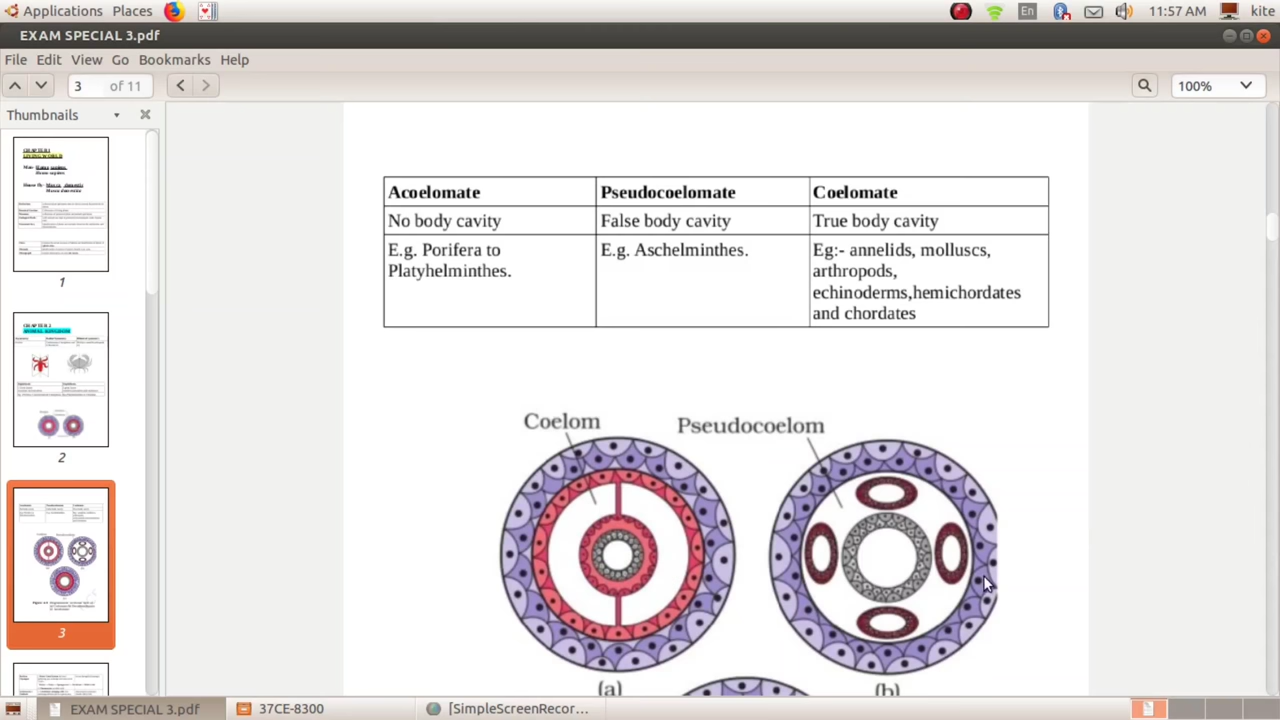 Applications Places En 11:57 AM kite
EXAM SPECIAL 3.pdf
File Edit View Go Bookmarks Help
3 of 11 100%
Thumbnails
1
2
3
Acoelomate Pseudocoelomate Coelomate
No body cavity False body cavity True body cavity
E.g. Porifera to E.g. Aschelminthes. Eg:- annelids, molluscs,
Platyhelminthes. arthropods,
echinoderms,hemichordates
and chordates
Coelom Pseudocoelom
(a) (b)
EXAM SPECIAL 3.pdf 37CE-8300 [SimpleScreenRecor...